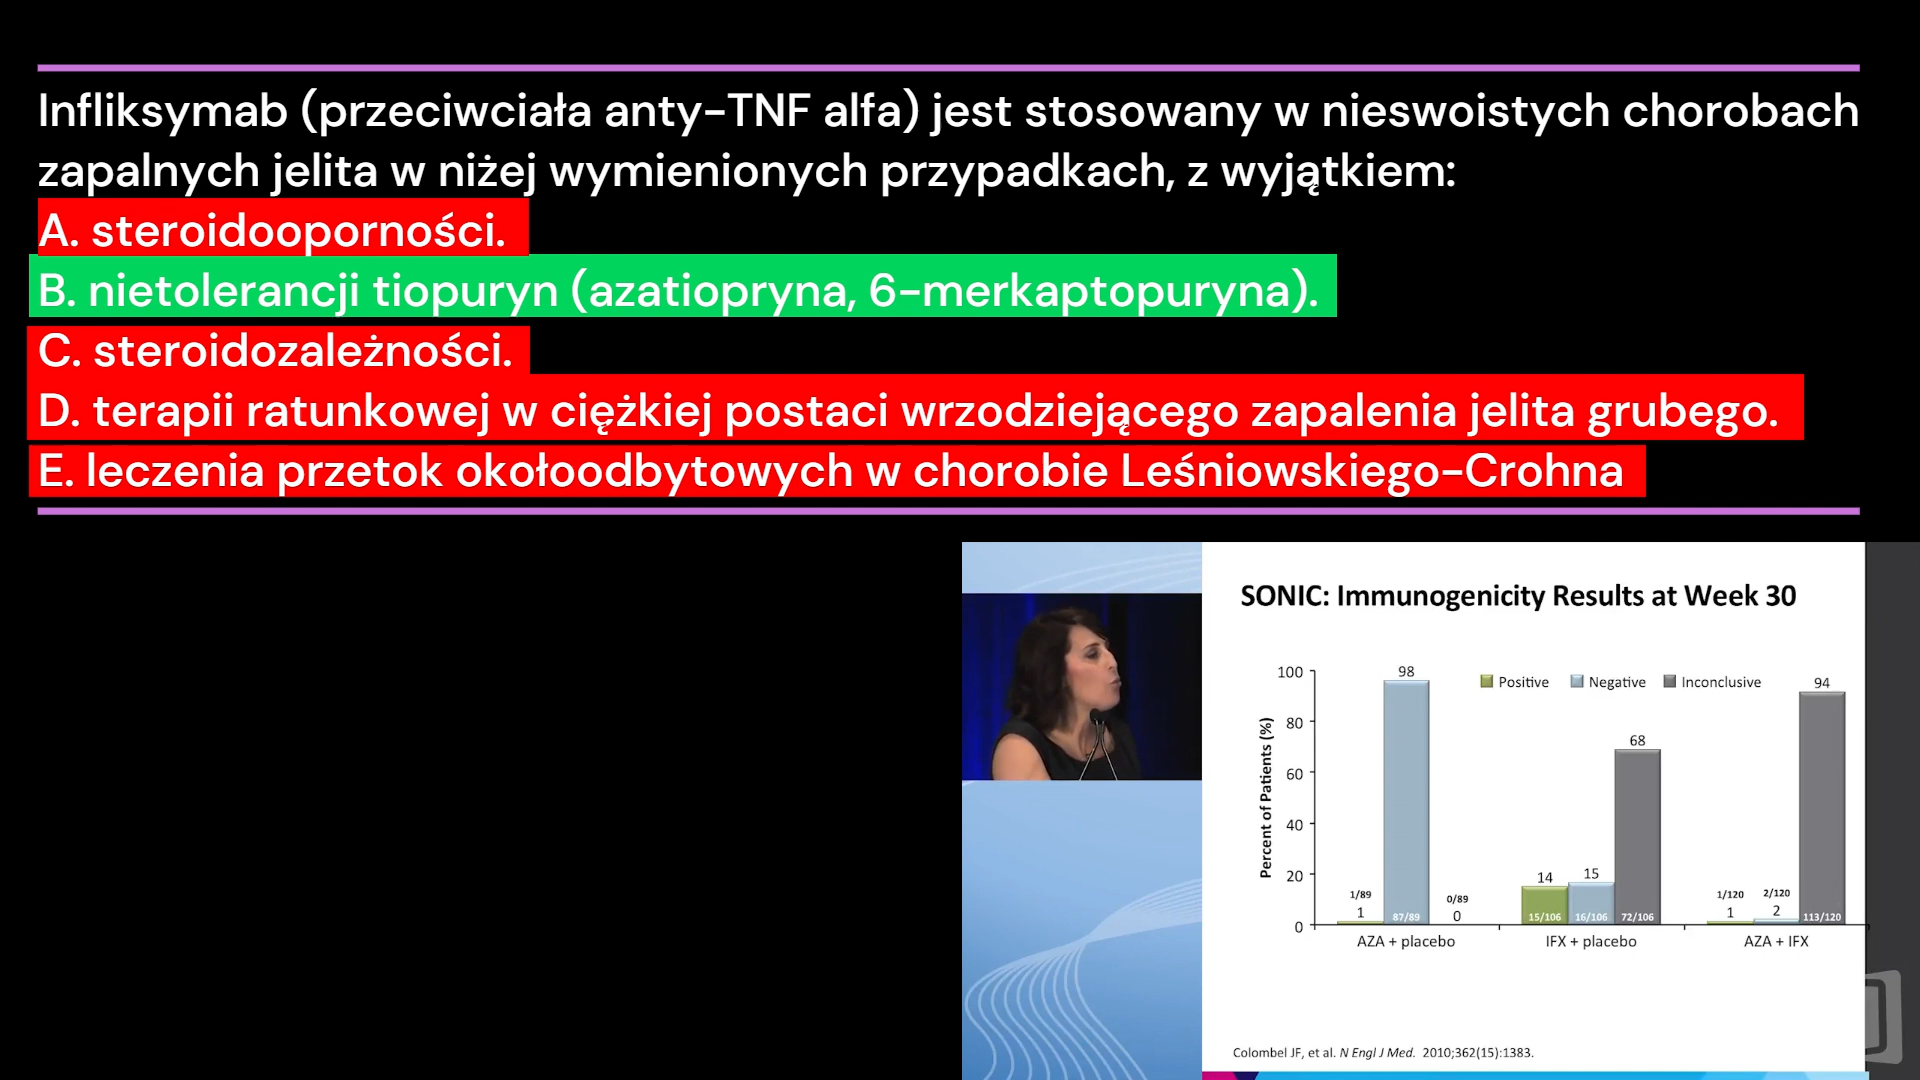 Infliksymab (przeciwciała anty-TNF alfa) jest stosowany w nieswoistych chorobach
zapalnych jelita w niżej wymienionych przypadkach, z wyjątkiem:
A. steroidooporności.
B. nietolerancji tiopuryn (azatiopryna, 6-merkaptopuryna).
C. steroidozależności.
D. terapii ratunkowej w ciężkiej postaci wrzodziejącego zapalenia jelita grubego.
E. leczenia przetok okołoodbytowych w chorobie Leśniowskiego-Crohna
SONIC: Immunogenicity Results at Week 30
Positive Negative Inconclusive
Percent of Patients (%)
100
80
60
40
20
0
1/89
1
98
87/89
0/89
0
14
15/106
15
16/106
68
72/106
1/120
1
2/120
2
94
113/120
AZA + placebo IFX + placebo AZA + IFX
Colombel JF, et al. N Engl J Med. 2010;362(15):1383.